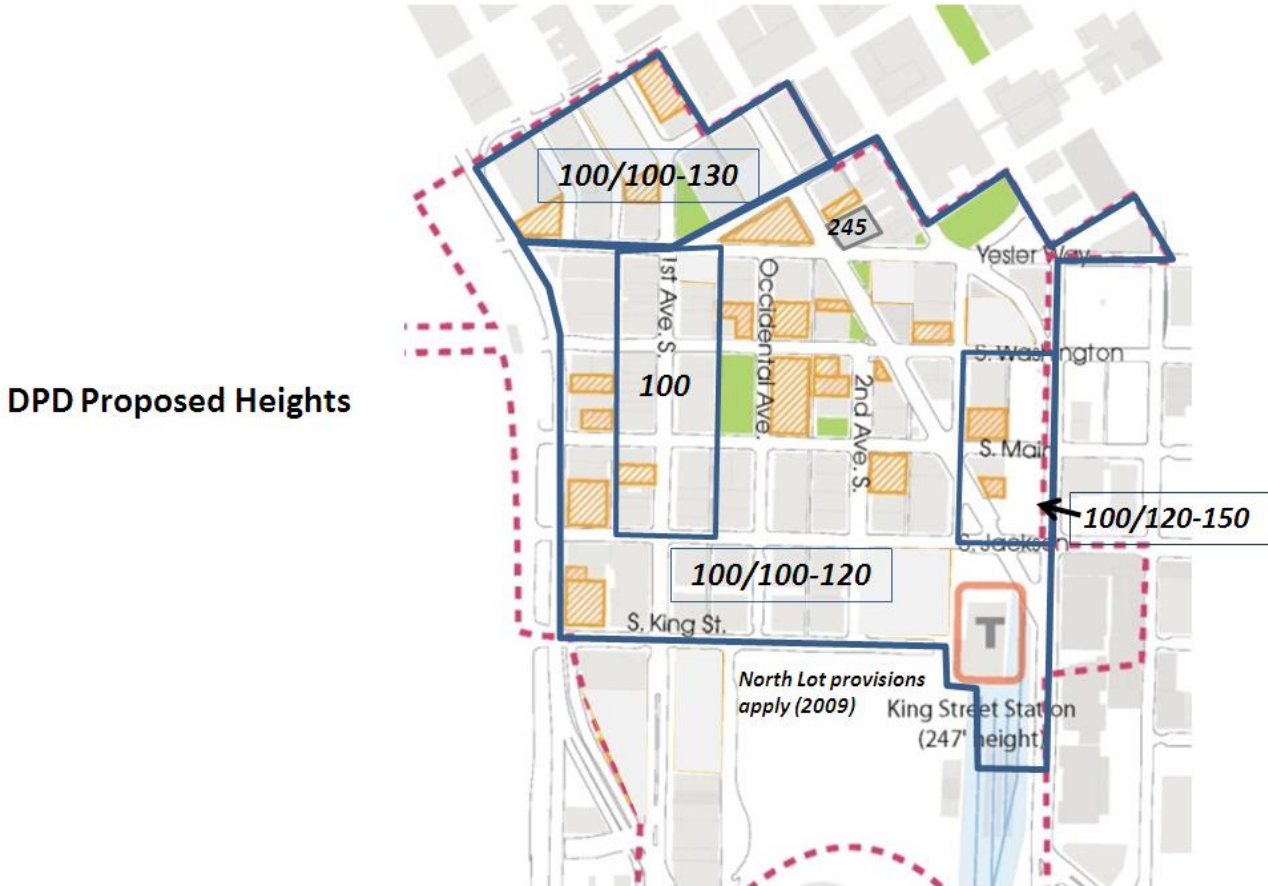 100/100-130
245
Yesler Way
1st Ave. S.
Occidental Ave.
S. Washington
DPD Proposed Heights
100
2nd Ave. S.
S. Main
100/120-150
S. Jackson
100/100-120
S. King St.
T
North Lot provisions
apply (2009)
King Street Station
(247' height)